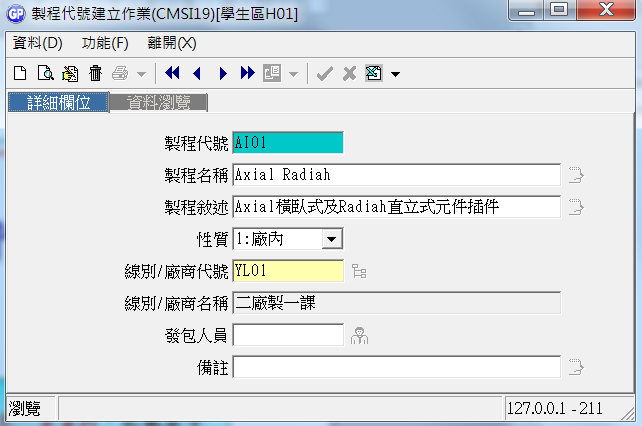 GP 製程代號建立作業(CMSI19)[學生區H01]
資料(D) 功能(F) 離開(X)
詳細欄位 資料瀏覽
製程代號 AI01
製程名稱 Axial Radiah
製程敘述 Axial橫臥式及Radiah直立式元件插件
性質 1:廠內
線別/廠商代號 YL01
線別/廠商名稱 二廠製一課
發包人員
備註
瀏覽 127.0.0.1 - 211